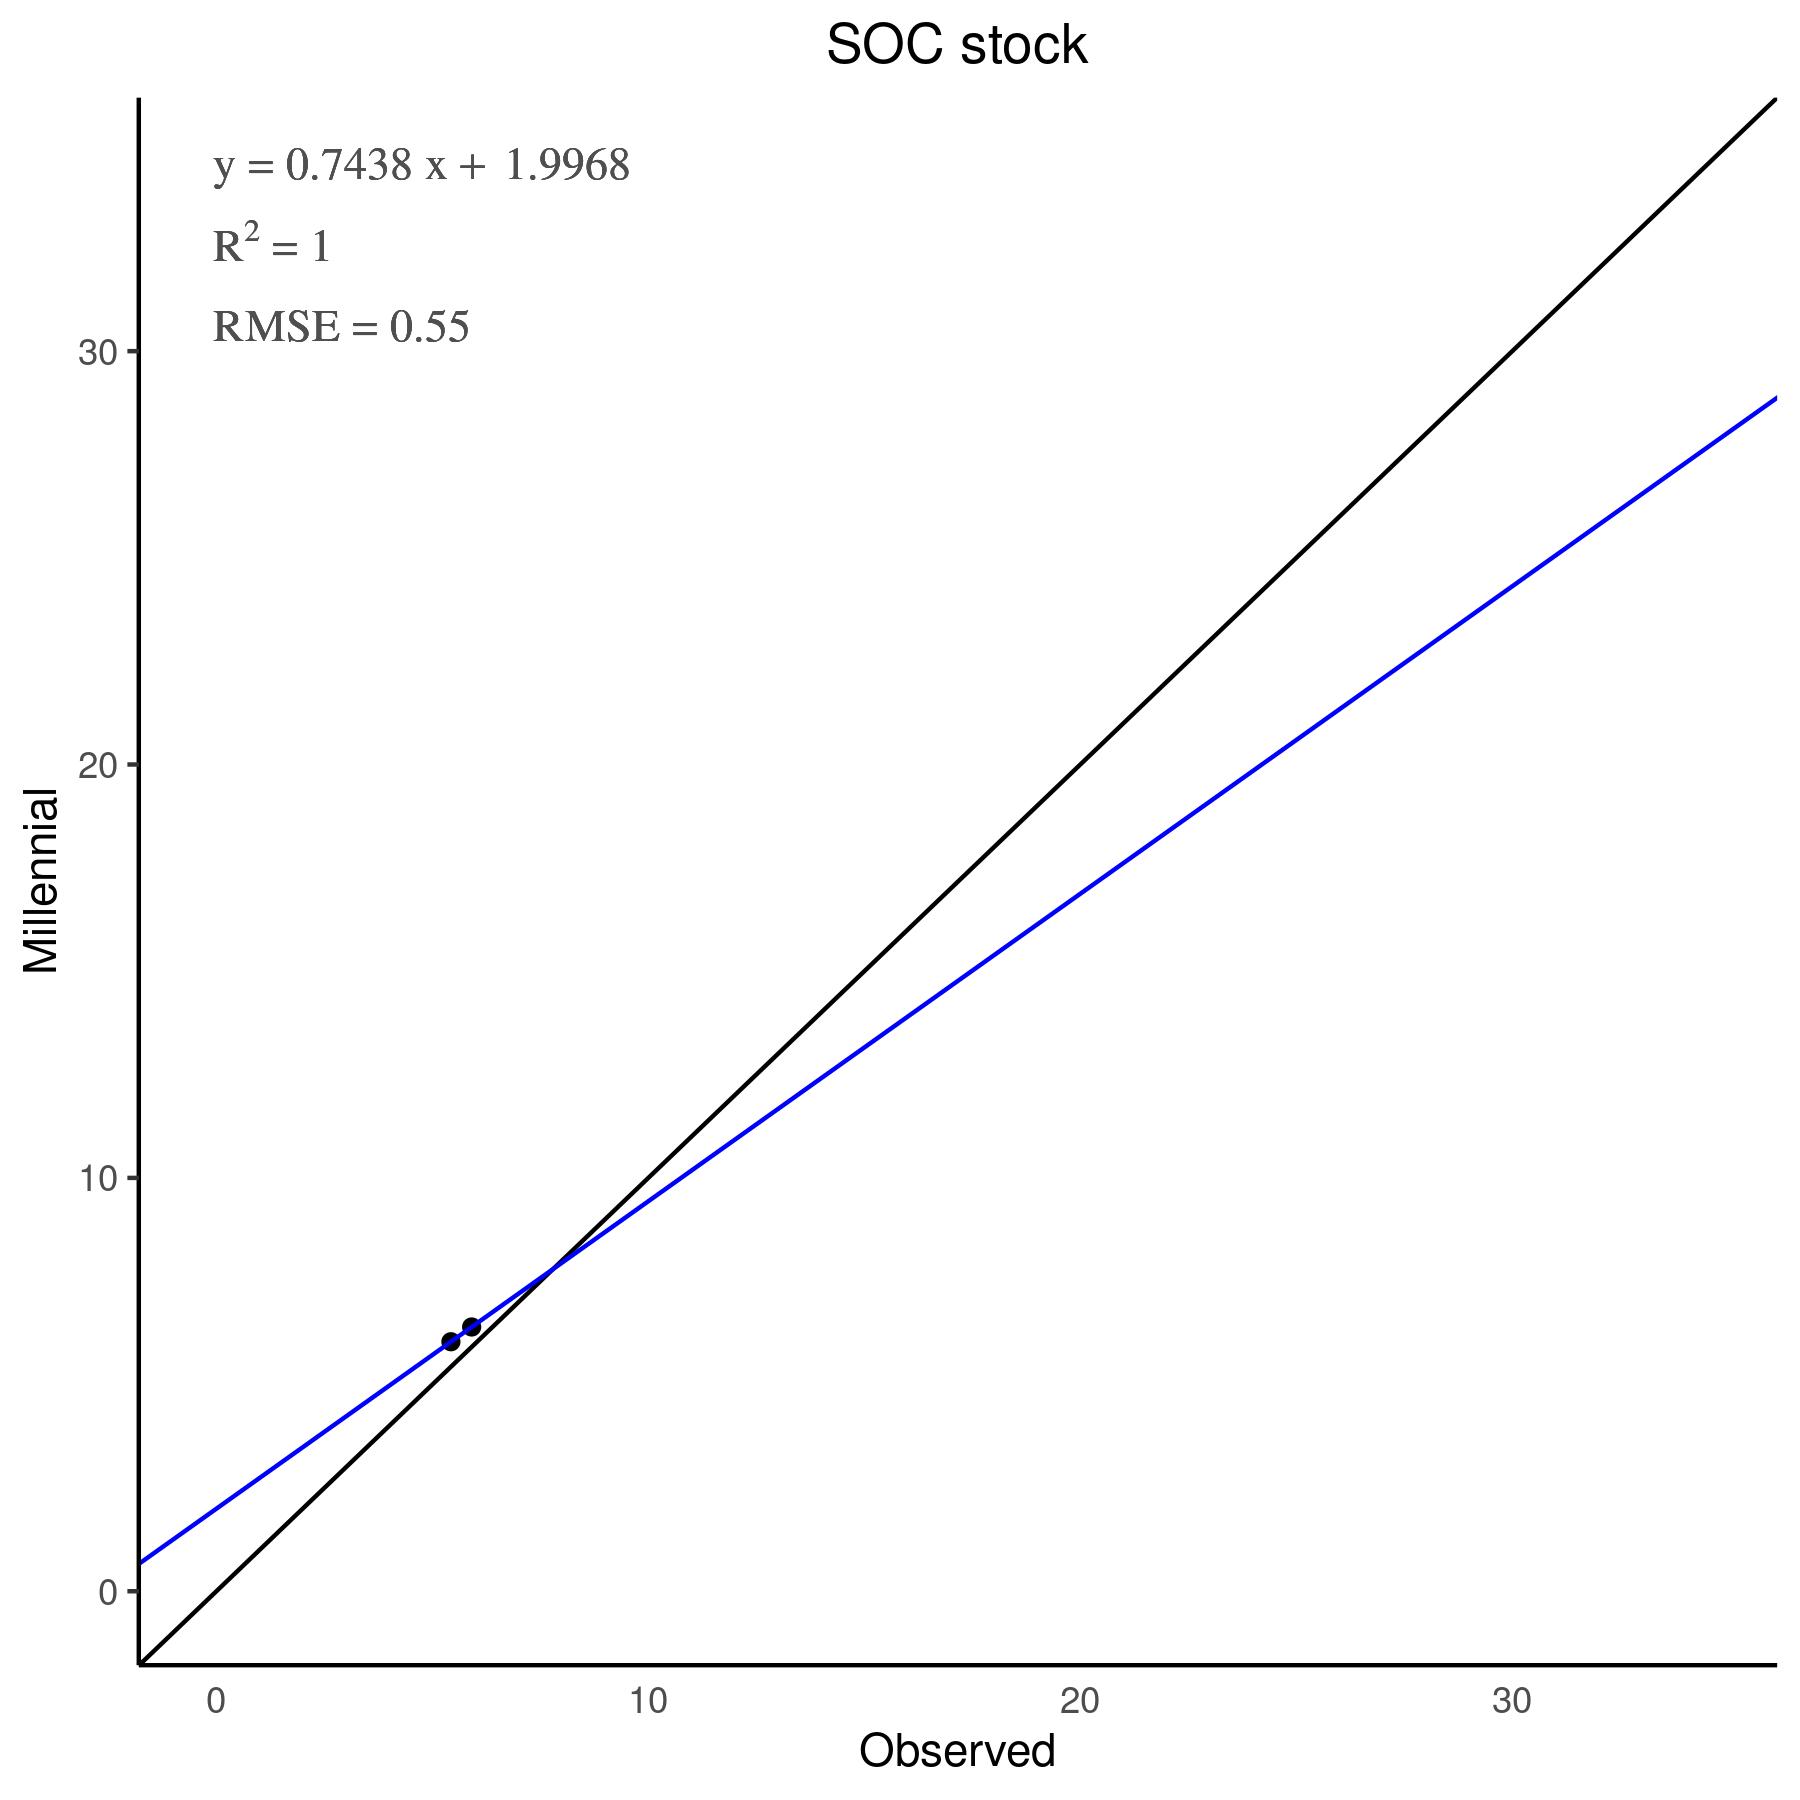 SOC stock
y = 0.7438 x + 1.9968
R² = 1
RMSE = 0.55
30
20
10
0
Millennial
0 10 20 30
Observed